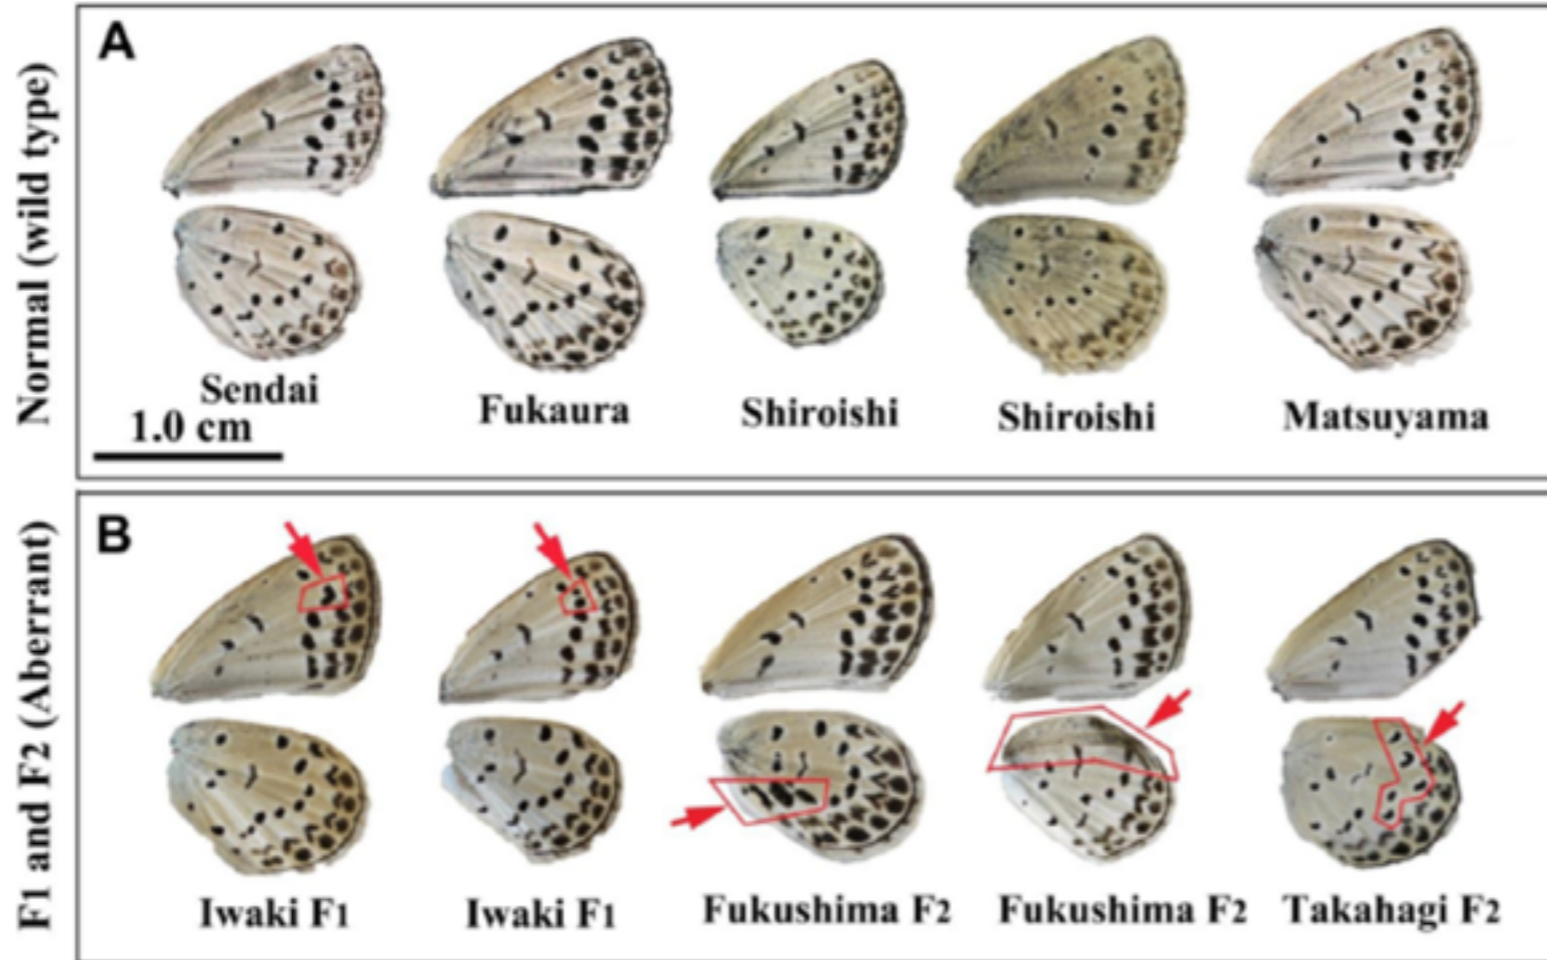 Normal (wild type)
A
Sendai
Fukaura
Shiroishi
Shiroishi
Matsuyama
1.0 cm
F1 and F2 (Aberrant)
B
Iwaki F1
Iwaki F1
Fukushima F2
Fukushima F2
Takahagi F2